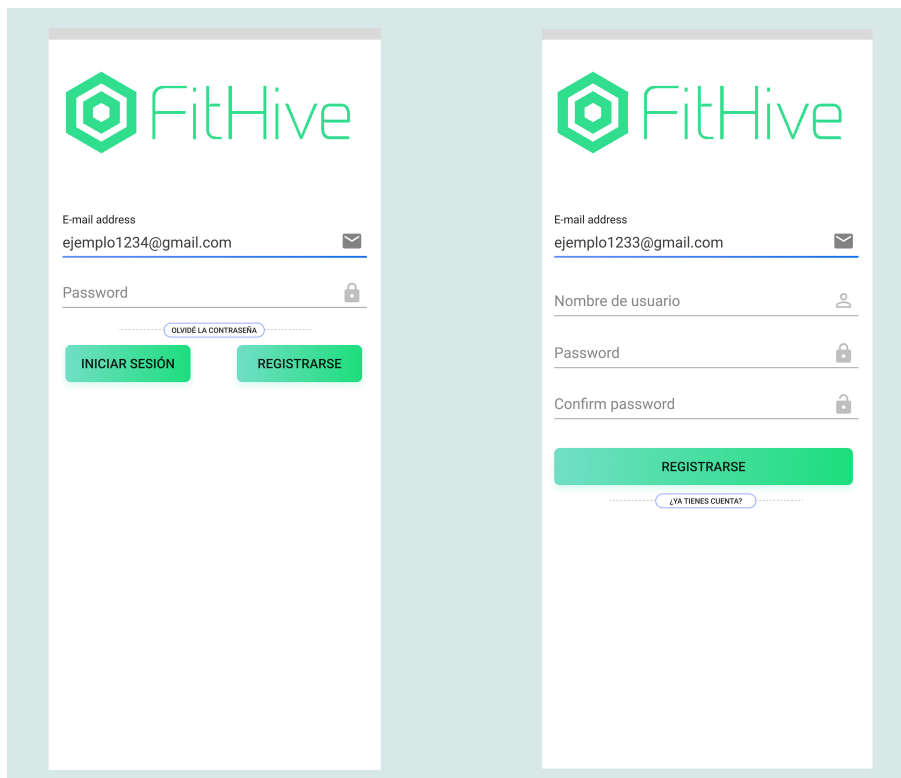 FitHive
E-mail address
ejemplo1234@gmail.com
Password
OLVIDÉ LA CONTRASEÑA
INICIAR SESIÓN
REGISTRARSE
FitHive
E-mail address
ejemplo1233@gmail.com
Nombre de usuario
Password
Confirm password
REGISTRARSE
¿YA TIENES CUENTA?